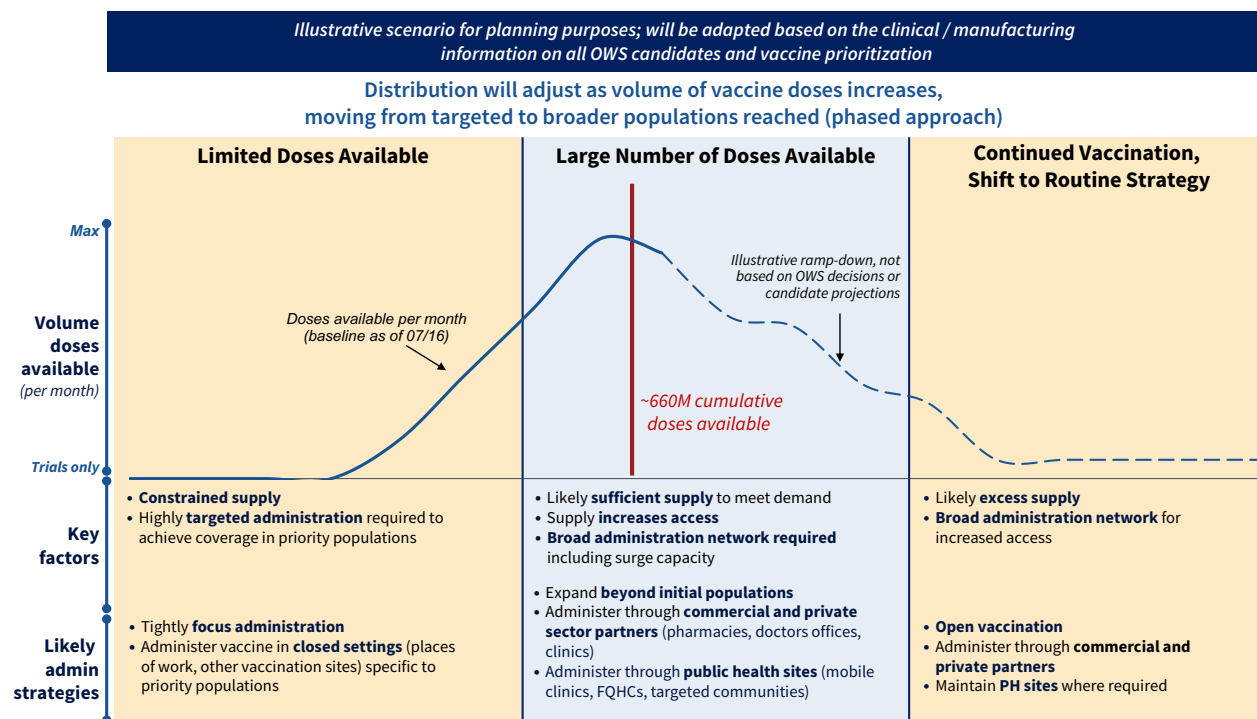 Illustrative scenario for planning purposes; will be adapted based on the clinical / manufacturing
information on all OWS candidates and vaccine prioritization
Distribution will adjust as volume of vaccine doses increases,
moving from targeted to broader populations reached (phased approach)
Limited Doses Available
Large Number of Doses Available
Continued Vaccination,
Shift to Routine Strategy
Max
Volume
doses
available
(per month)
Trials only
Doses available per month
(baseline as of 07/16)
~660M cumulative
doses available
Illustrative ramp-down, not
based on OWS decisions or
candidate projections
Key
factors
• Constrained supply
• Highly targeted administration required to
achieve coverage in priority populations
• Likely sufficient supply to meet demand
• Supply increases access
• Broad administration network required
including surge capacity
• Likely excess supply
• Broad administration network for
increased access
Likely
admin
strategies
• Tightly focus administration
• Administer vaccine in closed settings (places
of work, other vaccination sites) specific to
priority populations
• Expand beyond initial populations
• Administer through commercial and private
sector partners (pharmacies, doctors offices,
clinics)
• Administer through public health sites (mobile
clinics, FQHCs, targeted communities)
• Open vaccination
• Administer through commercial and
private partners
• Maintain PH sites where required